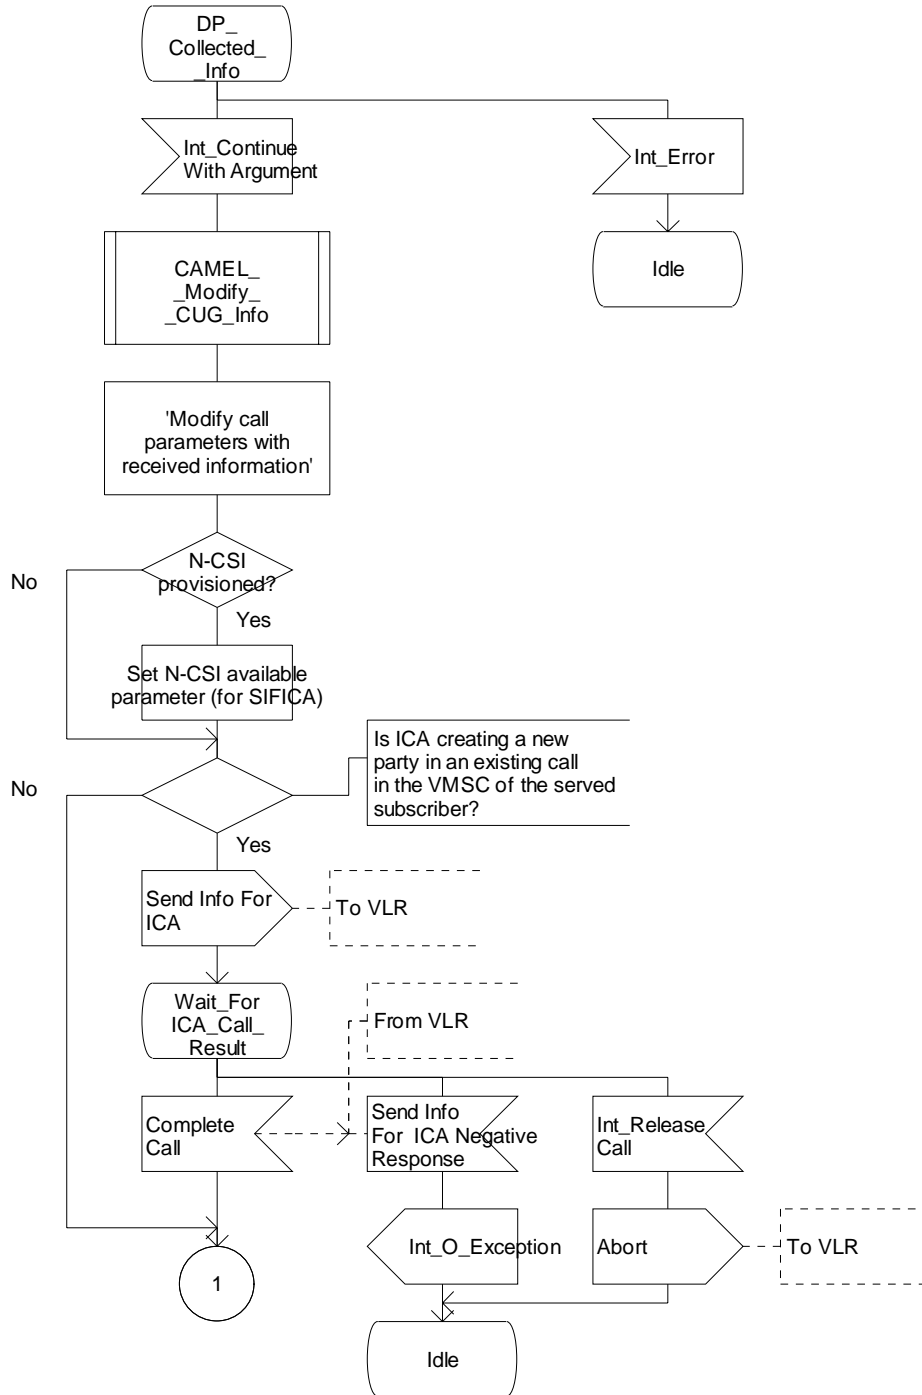 DP_
Collected_
_Info
Int_Continue
With Argument
Int_Error
CAMEL_
_Modify_
_CUG_Info
Idle
'Modify call
parameters with
received information'
N-CSI
provisioned?
No
Yes
Set N-CSI available
parameter (for SIFICA)
Is ICA creating a new
party in an existing call
in the VMSC of the served
subscriber?
No
Yes
Send Info For
ICA
To VLR
Wait_For
ICA_Call_
Result
From VLR
Complete
Call
Send Info
For ICA Negative
Response
Int_Release
Call
Int_O_Exception
Abort
To VLR
1
Idle